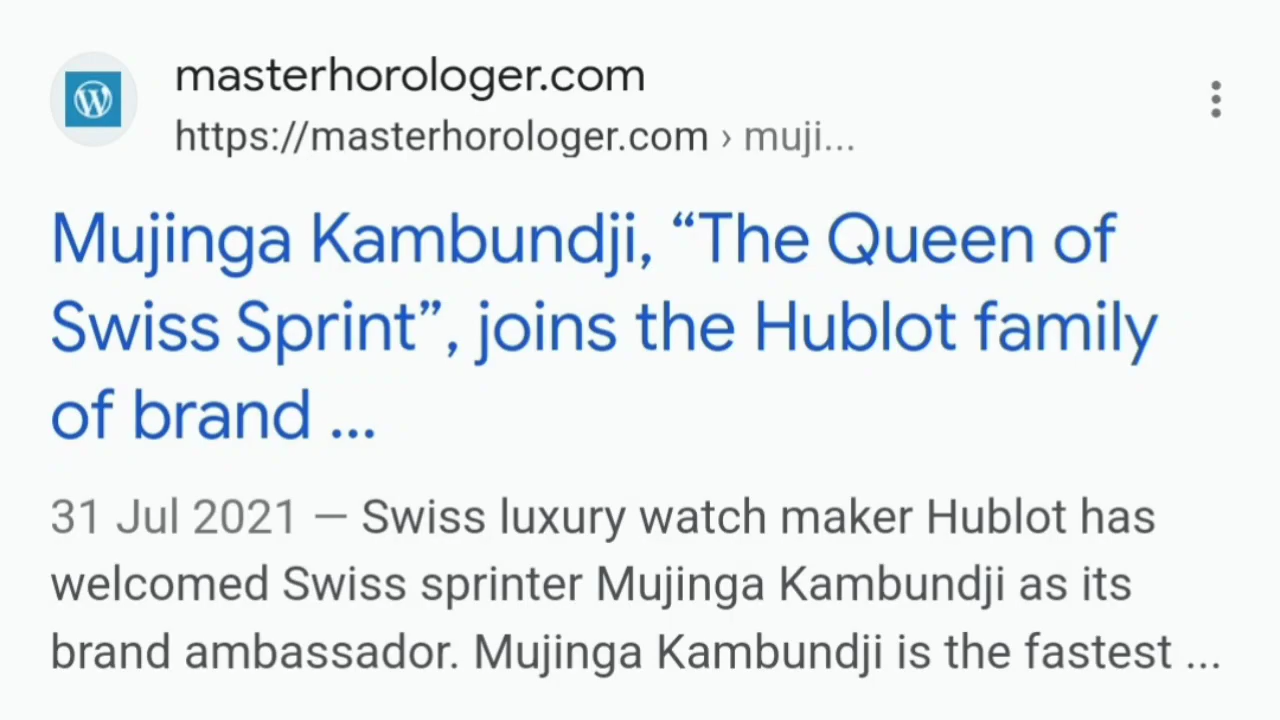 masterhorologer.com
https://masterhorologer.com › muji...
Mujinga Kambundji, “The Queen of
Swiss Sprint”, joins the Hublot family
of brand ...
31 Jul 2021 — Swiss luxury watch maker Hublot has
welcomed Swiss sprinter Mujinga Kambundji as its
brand ambassador. Mujinga Kambundji is the fastest ...